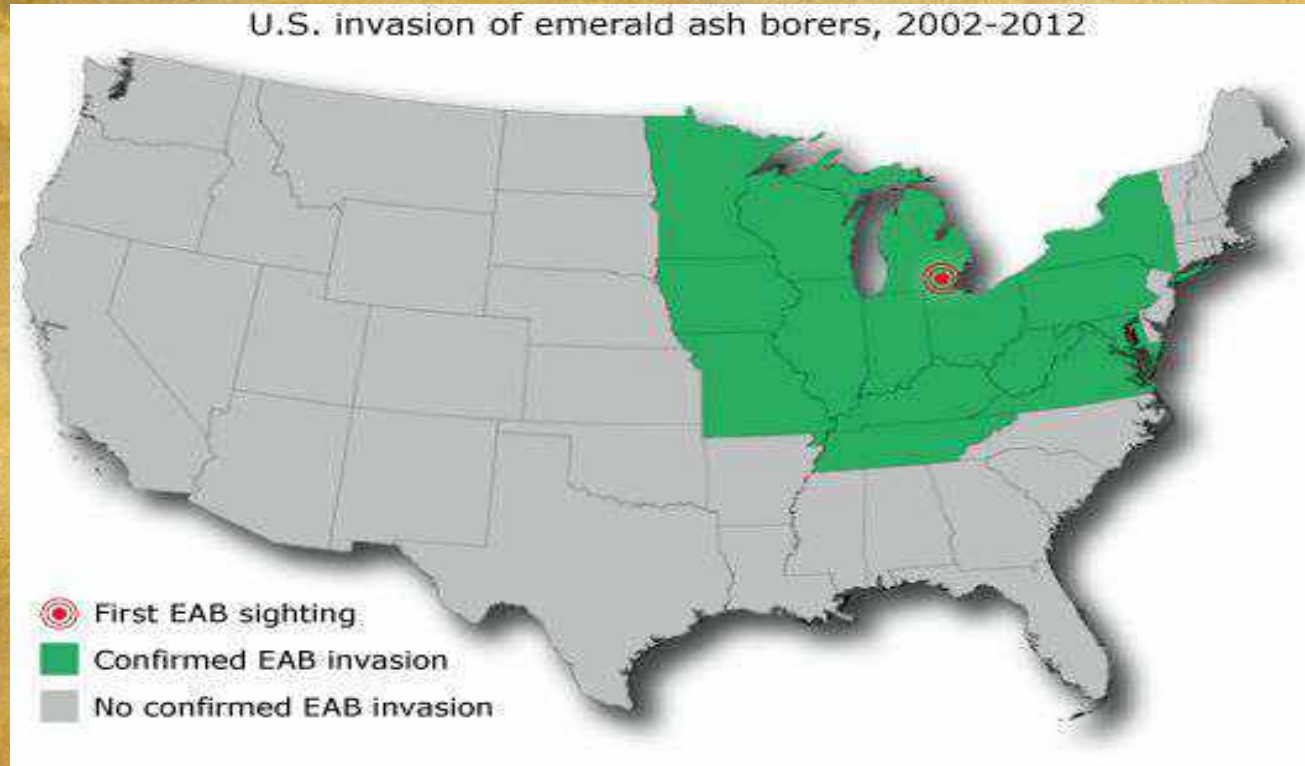 U.S. invasion of emerald ash borers, 2002-2012
First EAB sighting
Confirmed EAB invasion
No confirmed EAB invasion